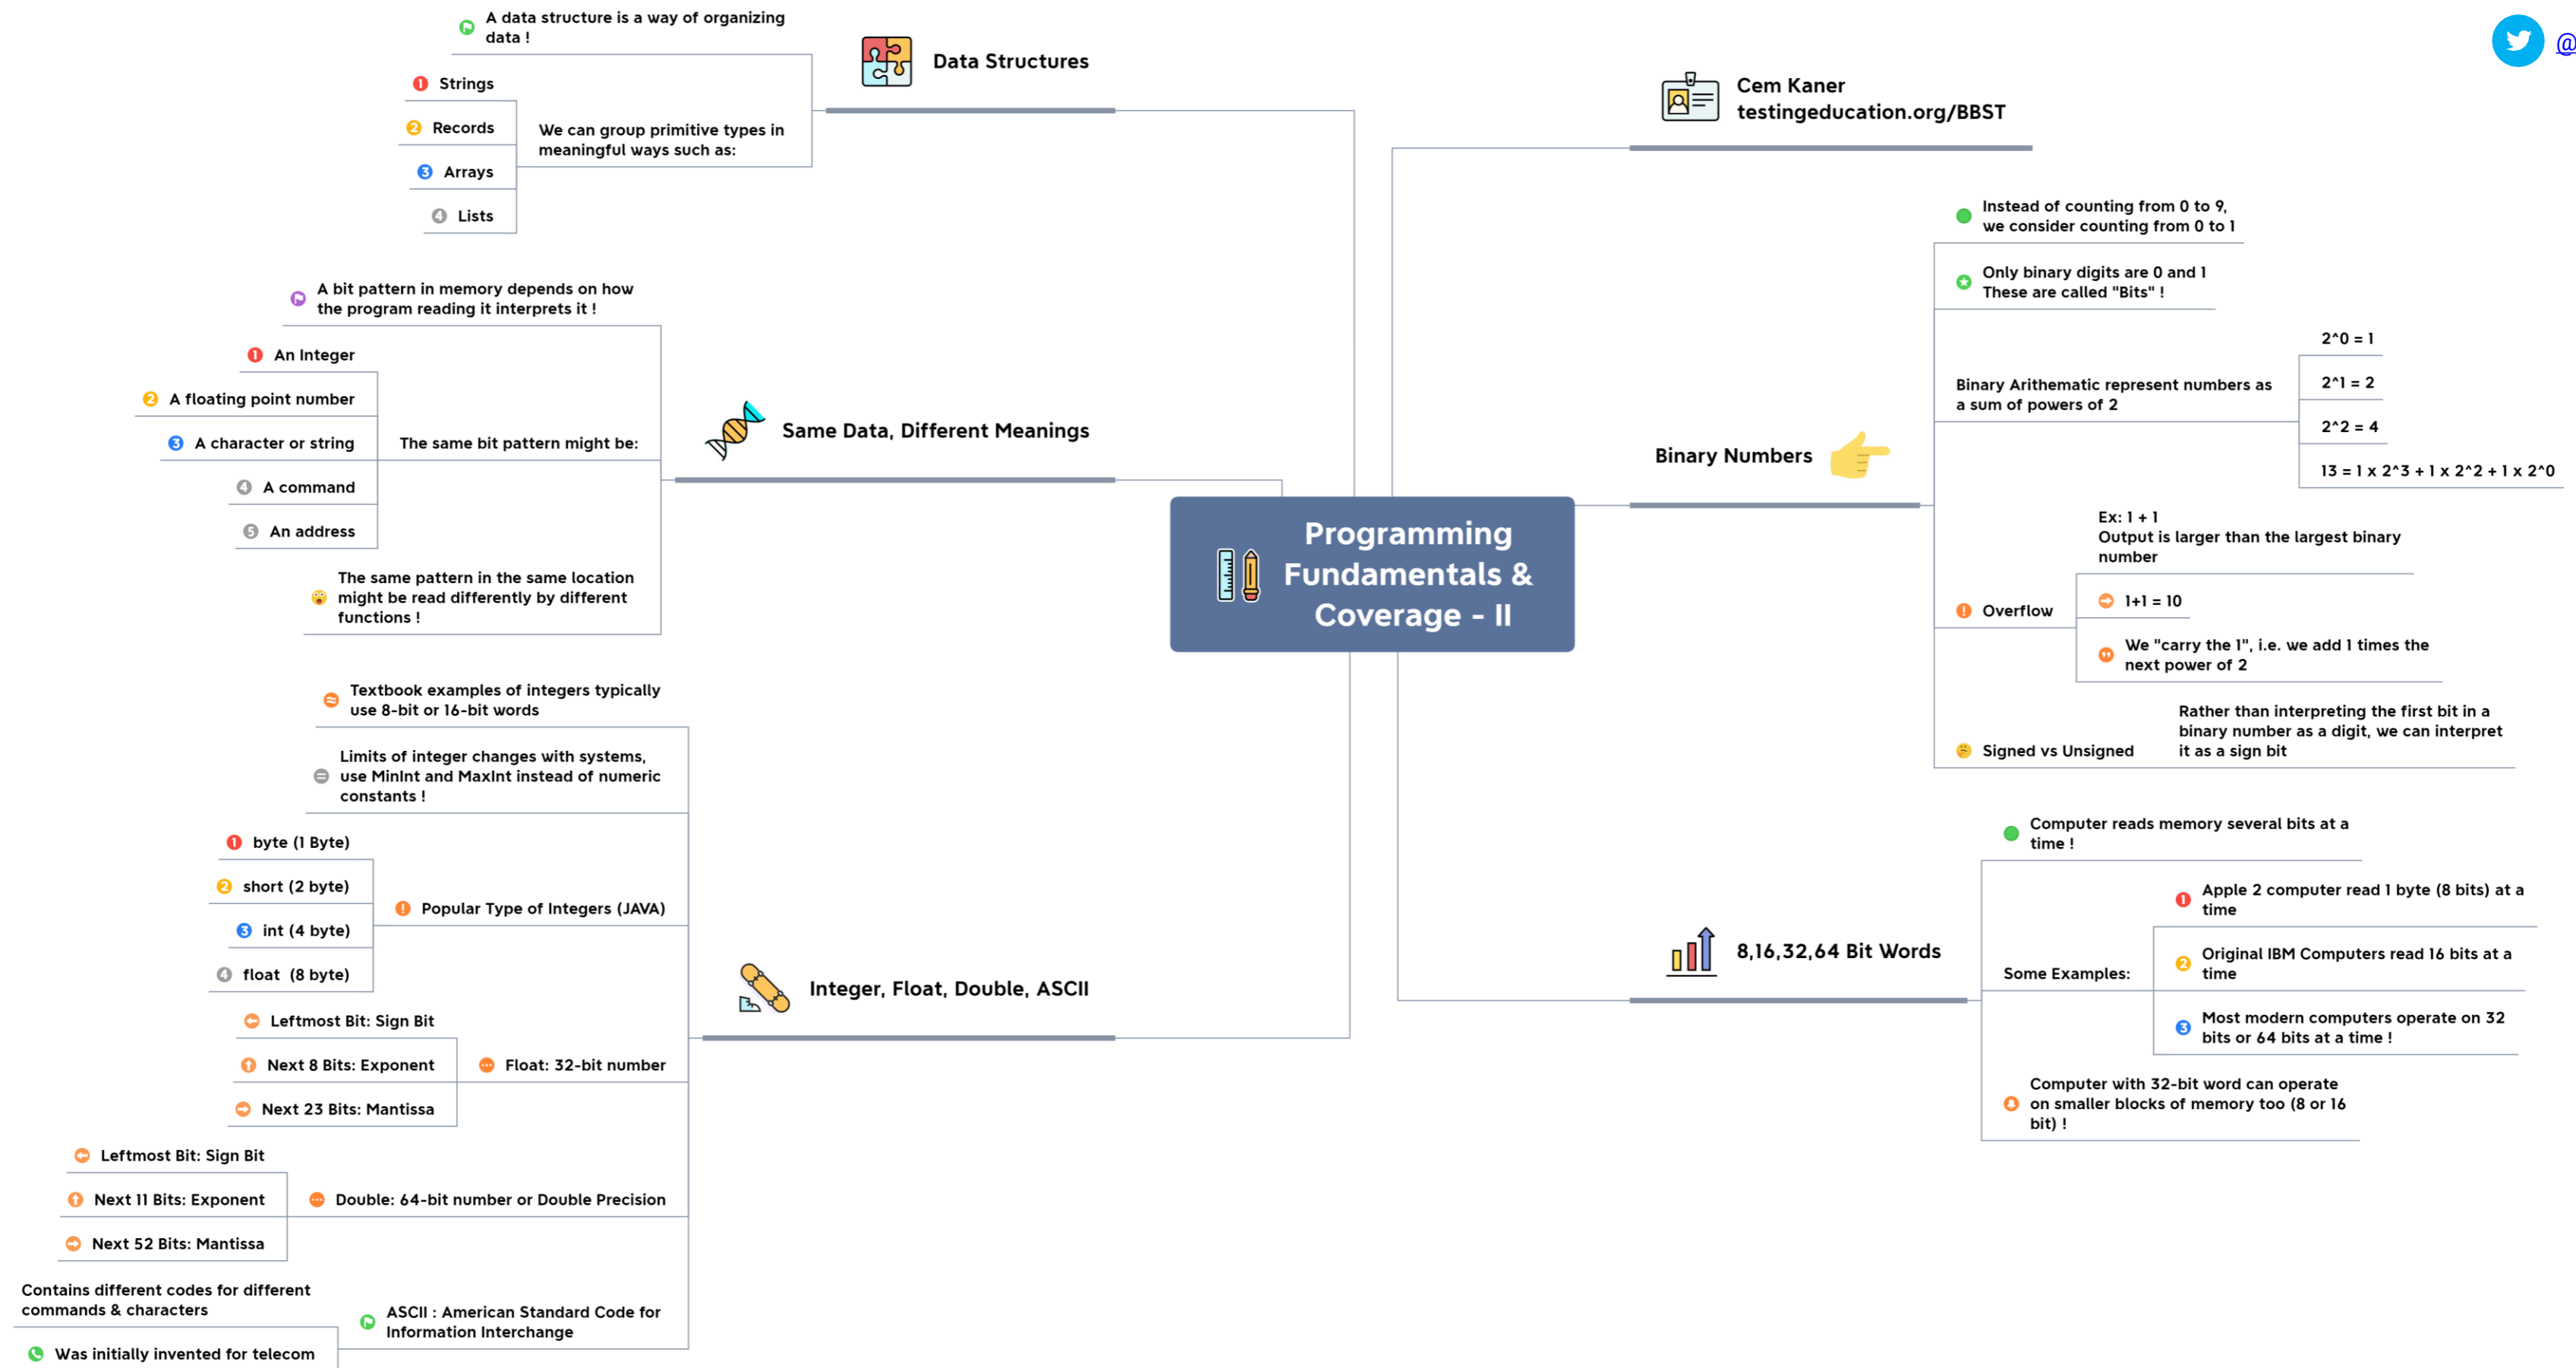 Programming
Fundamentals &
Coverage - II
Cem Kaner
testingeducation.org/BBST
@
Binary Numbers
Instead of counting from 0 to 9,
we consider counting from 0 to 1
Only binary digits are 0 and 1
These are called "Bits" !
Binary Arithematic represent numbers as
a sum of powers of 2
2^0 = 1
2^1 = 2
2^2 = 4
13 = 1 x 2^3 + 1 x 2^2 + 1 x 2^0
Overflow
Ex: 1 + 1
Output is larger than the largest binary
number
1+1 = 10
We "carry the 1", i.e. we add 1 times the
next power of 2
Signed vs Unsigned
Rather than interpreting the first bit in a
binary number as a digit, we can interpret
it as a sign bit
8,16,32,64 Bit Words
Computer reads memory several bits at a
time !
Some Examples:
1 Apple 2 computer read 1 byte (8 bits) at a
time
2 Original IBM Computers read 16 bits at a
time
3 Most modern computers operate on 32
bits or 64 bits at a time !
Computer with 32-bit word can operate
on smaller blocks of memory too (8 or 16
bit) !
Data Structures
A data structure is a way of organizing
data !
We can group primitive types in
meaningful ways such as:
1 Strings
2 Records
3 Arrays
4 Lists
Same Data, Different Meanings
A bit pattern in memory depends on how
the program reading it interprets it !
The same bit pattern might be:
1 An Integer
2 A floating point number
3 A character or string
4 A command
5 An address
The same pattern in the same location
might be read differently by different
functions !
Integer, Float, Double, ASCII
Textbook examples of integers typically
use 8-bit or 16-bit words
Limits of integer changes with systems,
use MinInt and MaxInt instead of numeric
constants !
Popular Type of Integers (JAVA)
1 byte (1 Byte)
2 short (2 byte)
3 int (4 byte)
4 float (8 byte)
Float: 32-bit number
Leftmost Bit: Sign Bit
Next 8 Bits: Exponent
Next 23 Bits: Mantissa
Double: 64-bit number or Double Precision
Leftmost Bit: Sign Bit
Next 11 Bits: Exponent
Next 52 Bits: Mantissa
ASCII : American Standard Code for
Information Interchange
Contains different codes for different
commands & characters
Was initially invented for telecom